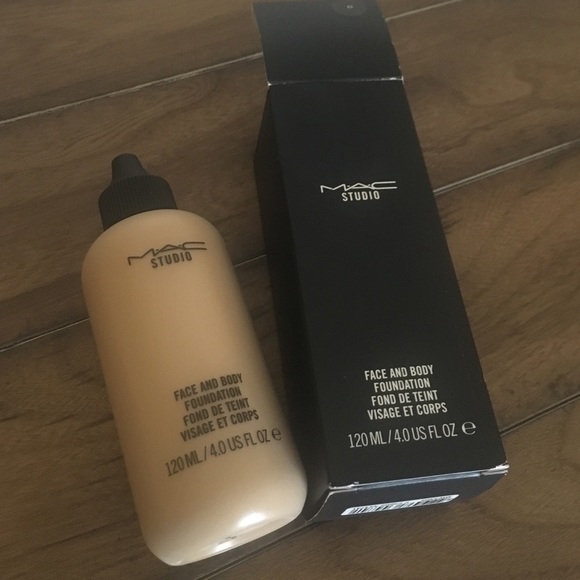 MAC
STUDIO
FACE AND BODY
FOUNDATION
FOND DE TEINT
VISAGE ET CORPS
120 ML / 4.0 US FL OZ e
MAC
STUDIO
FACE AND BODY
FOUNDATION
FOND DE TEINT
VISAGE ET CORPS
120 ML / 4.0 US FL OZ e